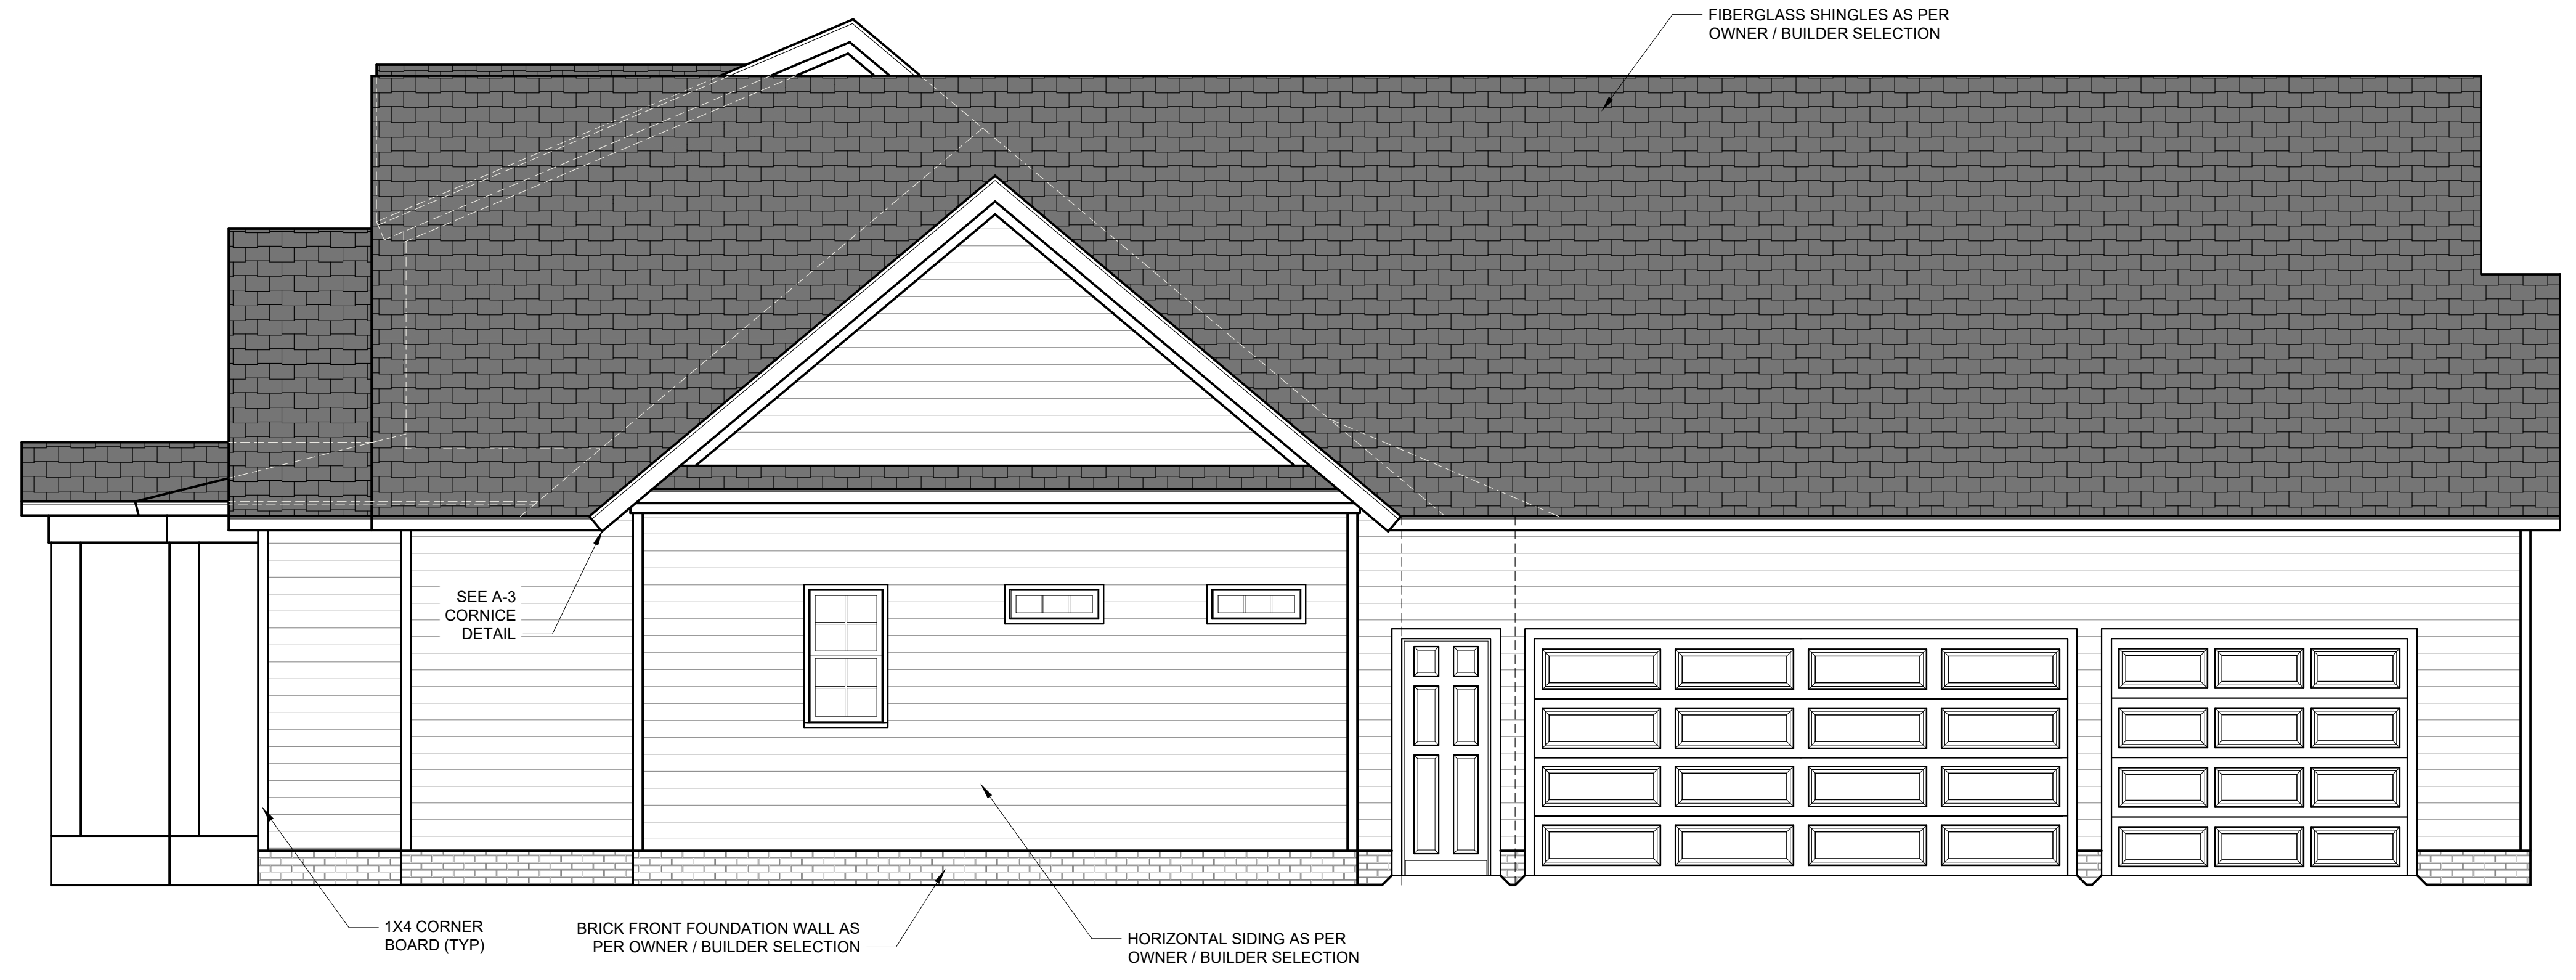 FIBERGLASS SHINGLES AS PER
OWNER / BUILDER SELECTION
SEE A-3
CORNICE
DETAIL
1X4 CORNER
BOARD (TYP)
BRICK FRONT FOUNDATION WALL AS
PER OWNER / BUILDER SELECTION
HORIZONTAL SIDING AS PER
OWNER / BUILDER SELECTION